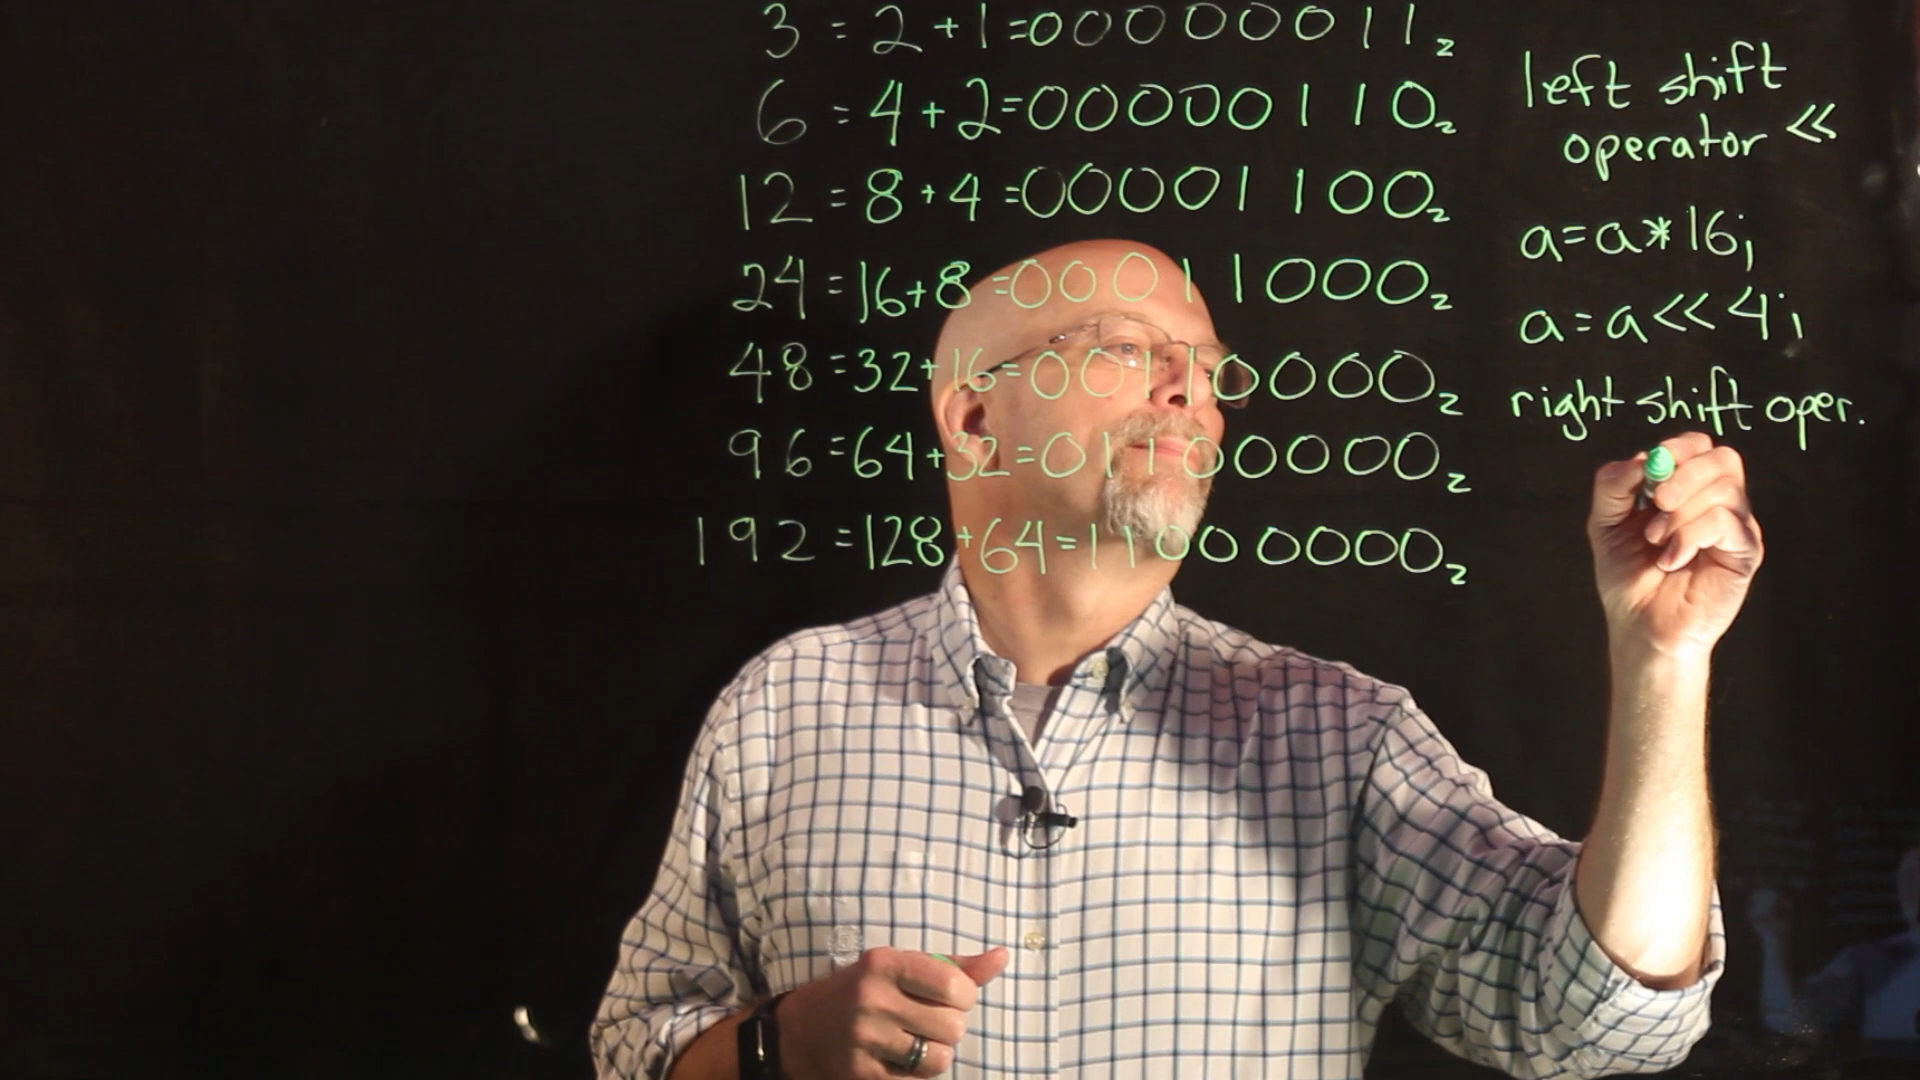 3 = 2 + 1 = 00000011₂
6 = 4 + 2 = 00000110₂
12 = 8 + 4 = 00001100₂
24 = 16 + 8 = 00011000₂
48 = 32 + 16 = 00110000₂
96 = 64 + 32 = 01100000₂
192 = 128 + 64 = 11000000₂
left shift
operator <<
a = a * 16;
a = a << 4;
right shift oper.